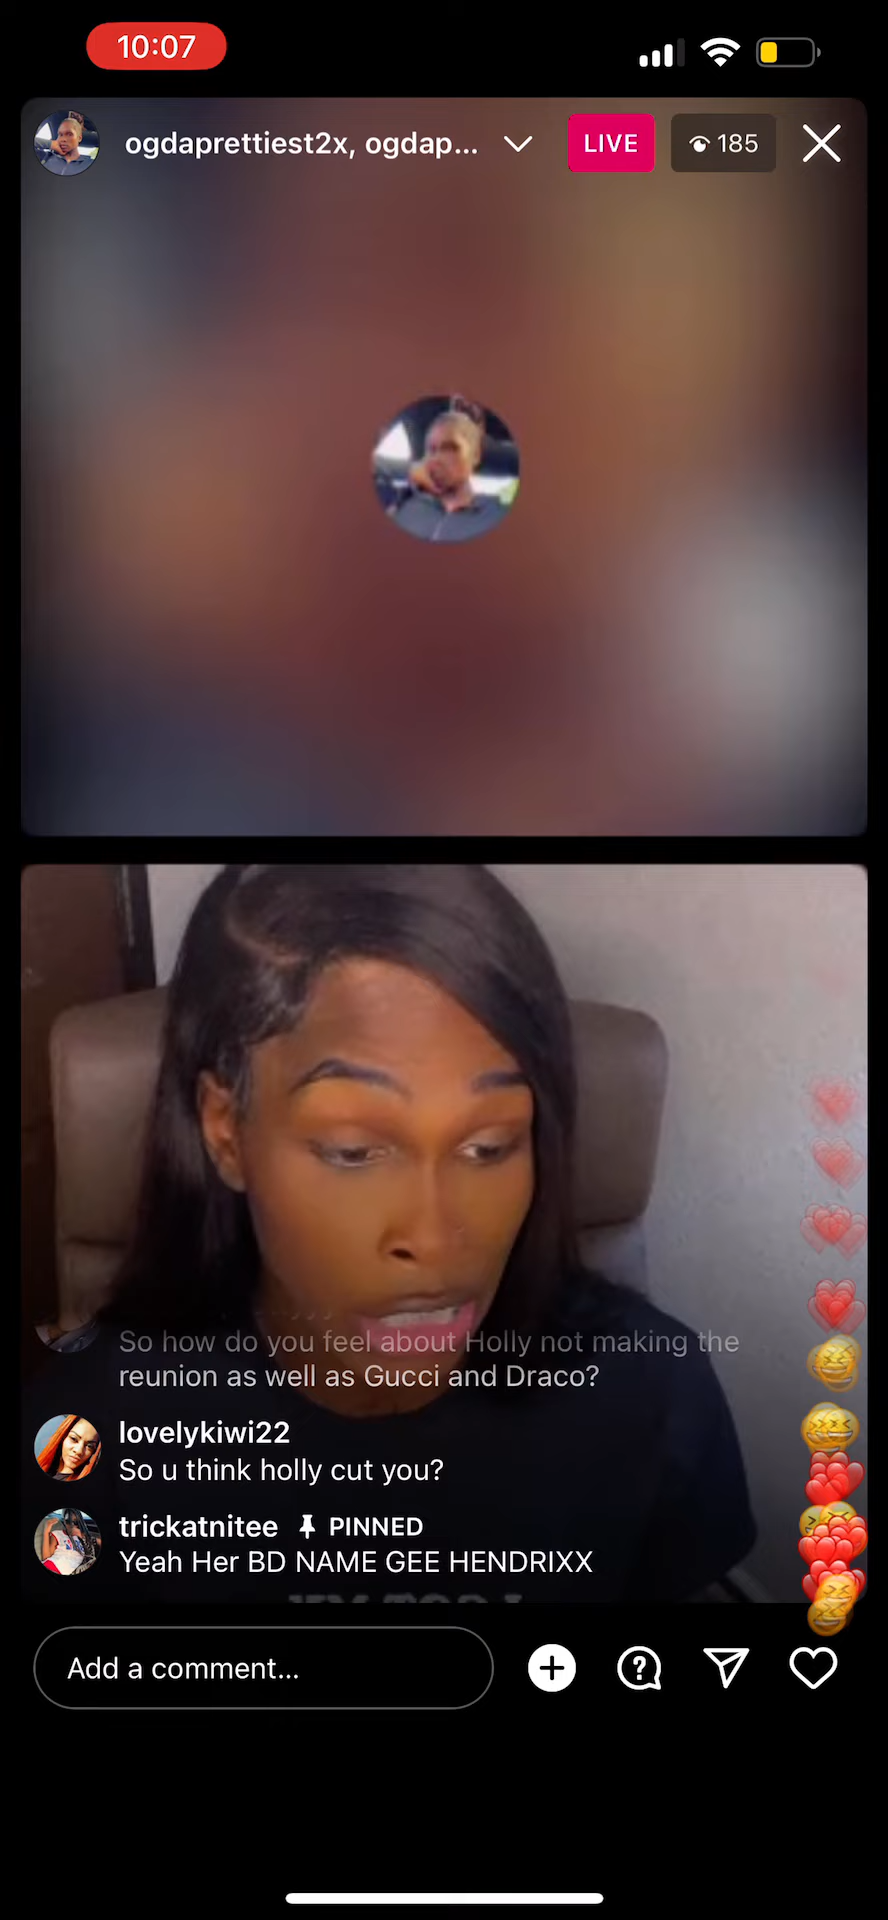 10:07
ogdaprettiest2x, ogdap...
LIVE
185
So how do you feel about Holly not making the
reunion as well as Gucci and Draco?
lovelykiwi22
So u think holly cut you?
trickatnitee PINNED
Yeah Her BD NAME GEE HENDRIXX
Add a comment...